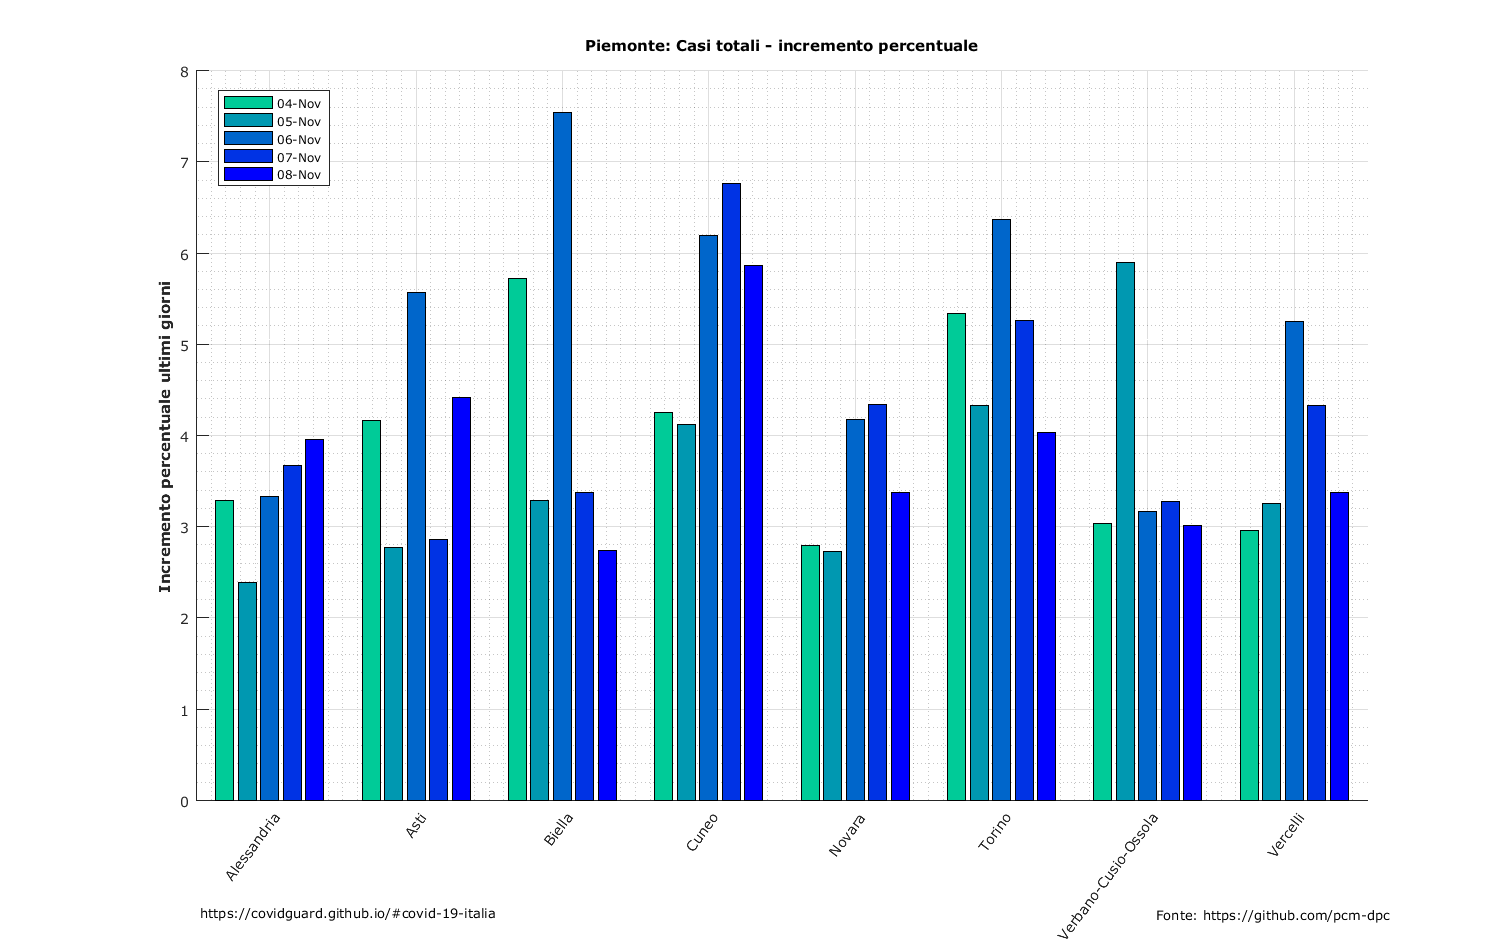 Piemonte: Casi totali - incremento percentuale
8
7
6
5
4
3
2
1
0
Incremento percentuale ultimi giorni
04-Nov
05-Nov
06-Nov
07-Nov
08-Nov
Alessandria
Asti
Biella
Cuneo
Novara
Torino
Verbano-Cusio-Ossola
Vercelli
https://covidguard.github.io/#covid-19-italia
Fonte: https://github.com/pcm-dpc